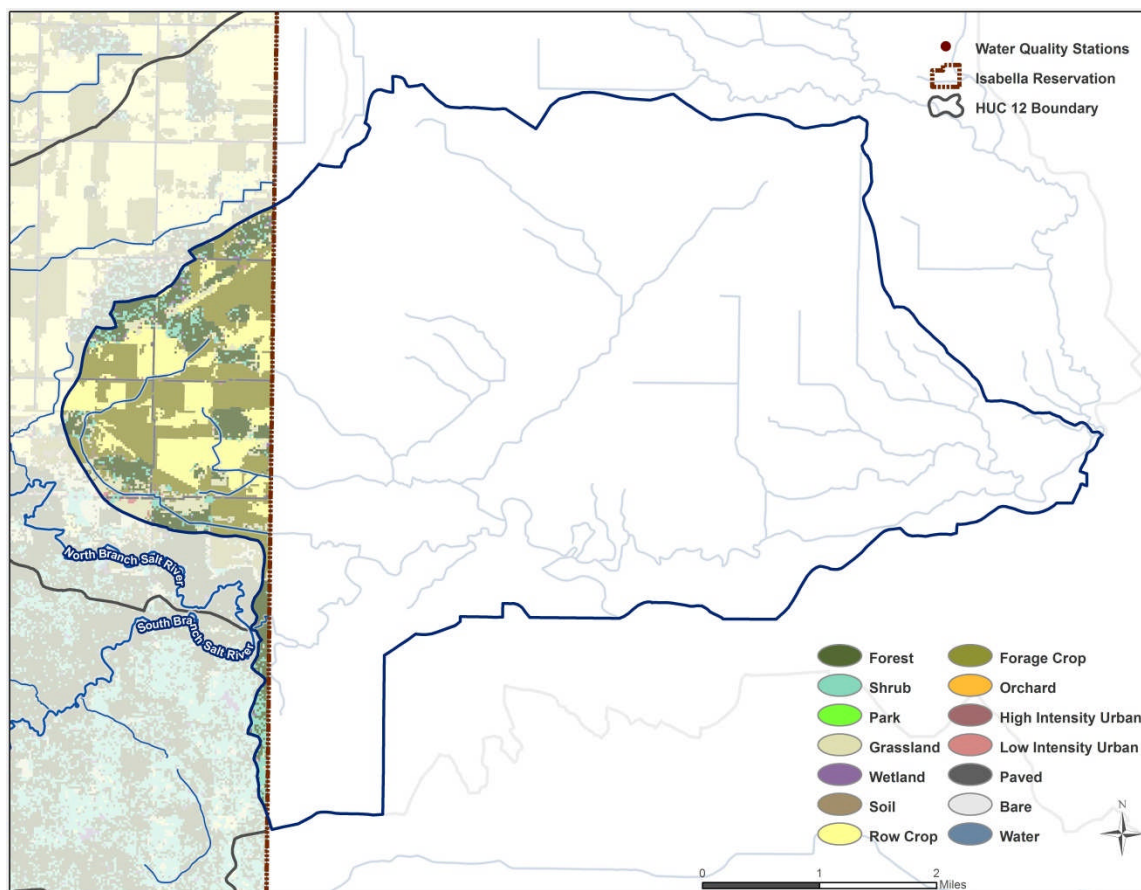 Water Quality Stations
Isabella Reservation
HUC 12 Boundary
North Branch Salt River
South Branch Salt River
Forest
Forage Crop
Shrub
Orchard
Park
High Intensity Urban
Grassland
Low Intensity Urban
Wetland
Paved
Soil
Bare
Row Crop
Water
N
0 1 2
Miles